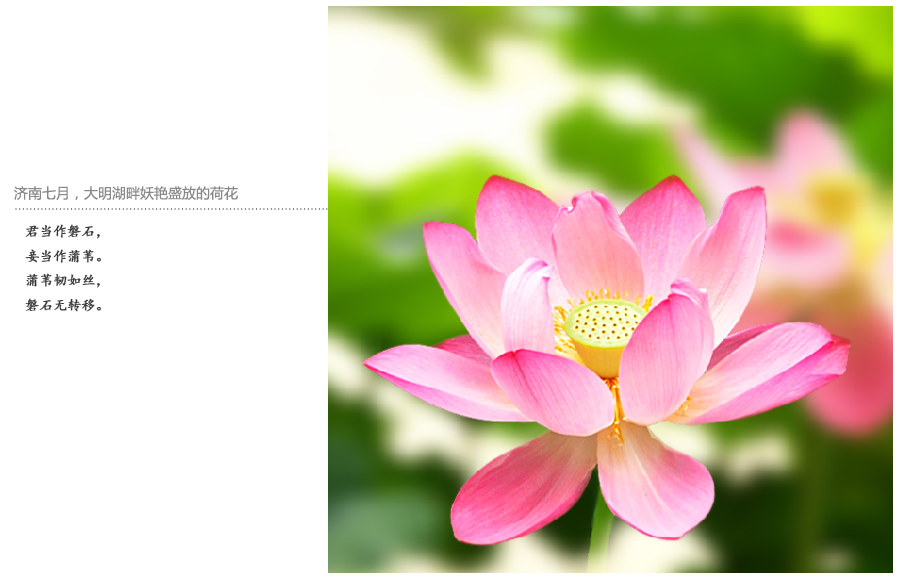 济南七月，大明湖畔妖艳盛放的荷花
君当作磐石，
妾当作蒲苇。
蒲苇韧如丝，
磐石无转移。